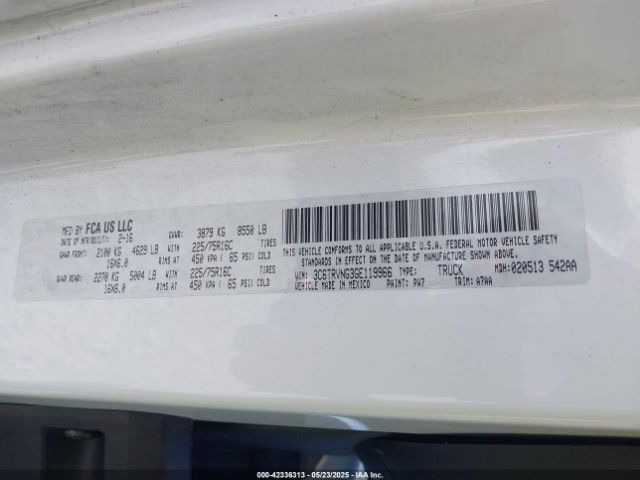 MFD BY FCA US LLC
DATE OF MFR(BUILT): 2-16 GVWR: 3879 KG 8550 LB
GAWR FRONT: 2100 KG 4629 LB WITH 225/75R16C TIRES
16X6.0 RIMS AT 450 KPA ( 65 PSI) COLD
GAWR REAR: 2270 KG 5004 LB WITH 225/75R16C TIRES
16X6.0 RIMS AT 450 KPA ( 65 PSI) COLD
THIS VEHICLE CONFORMS TO ALL APPLICABLE U.S.A. FEDERAL MOTOR VEHICLE SAFETY
STANDARDS IN EFFECT ON THE DATE OF MANUFACTURE SHOWN ABOVE.
VIN: 3C6TRVNG3GE119966 TYPE: TRUCK MDH: 020513 542AA
VEHICLE MADE IN MEXICO PAINT: PW7 TRIM: A7AA
000-42336313 — 05/23/2025 — IAAI.COM